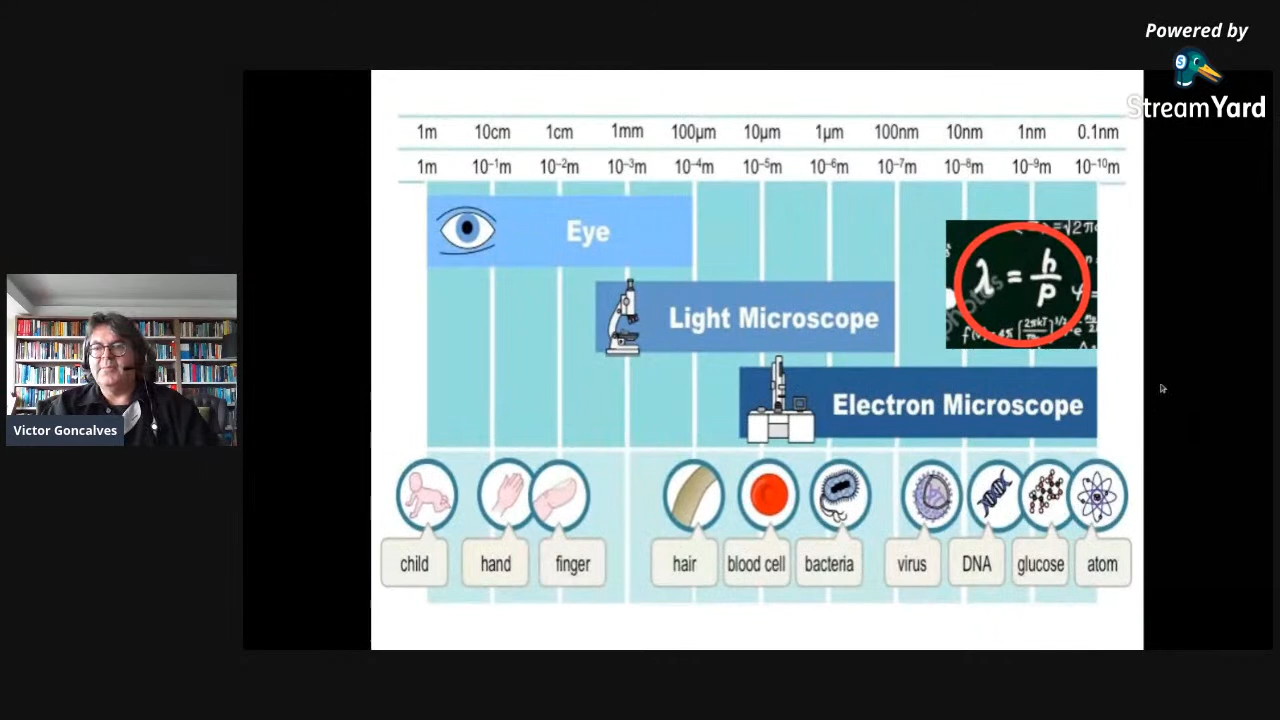 Powered by
StreamYard
1m 10cm 1cm 1mm 100µm 10µm 1µm 100nm 10nm 1nm 0.1nm
1m 10⁻¹m 10⁻²m 10⁻³m 10⁻⁴m 10⁻⁵m 10⁻⁶m 10⁻⁷m 10⁻⁸m 10⁻⁹m 10⁻¹⁰m
Eye
λ = h/p
Light Microscope
Electron Microscope
Victor Goncalves
child hand finger hair blood cell bacteria virus DNA glucose atom